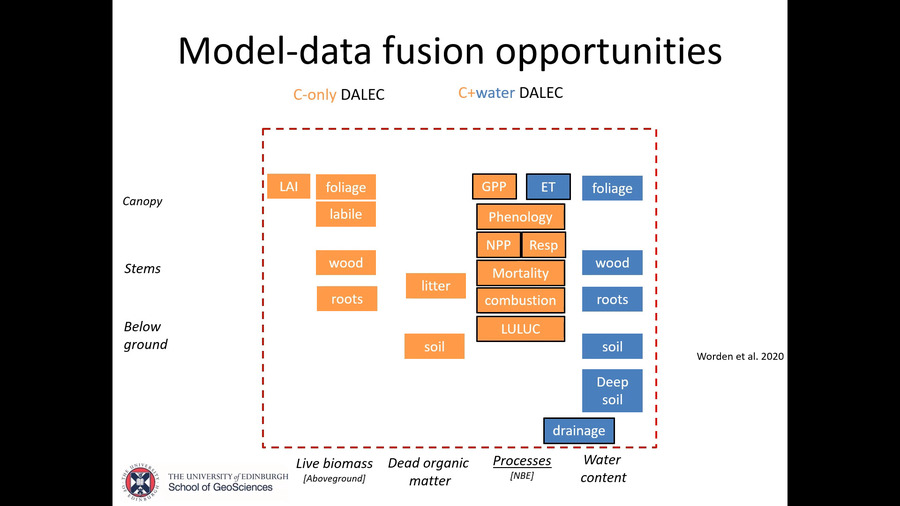 Model-data fusion opportunities
C-only DALEC
C+water DALEC
LAI
foliage
GPP
ET
foliage
Canopy
labile
Phenology
NPP
Resp
Stems
wood
Mortality
wood
litter
roots
combustion
roots
Below
ground
LULUC
soil
soil
Worden et al. 2020
Deep
soil
drainage
Live biomass
[Aboveground]
Dead organic
matter
Processes
[NBE]
Water
content
THE UNIVERSITY of EDINBURGH
School of GeoSciences